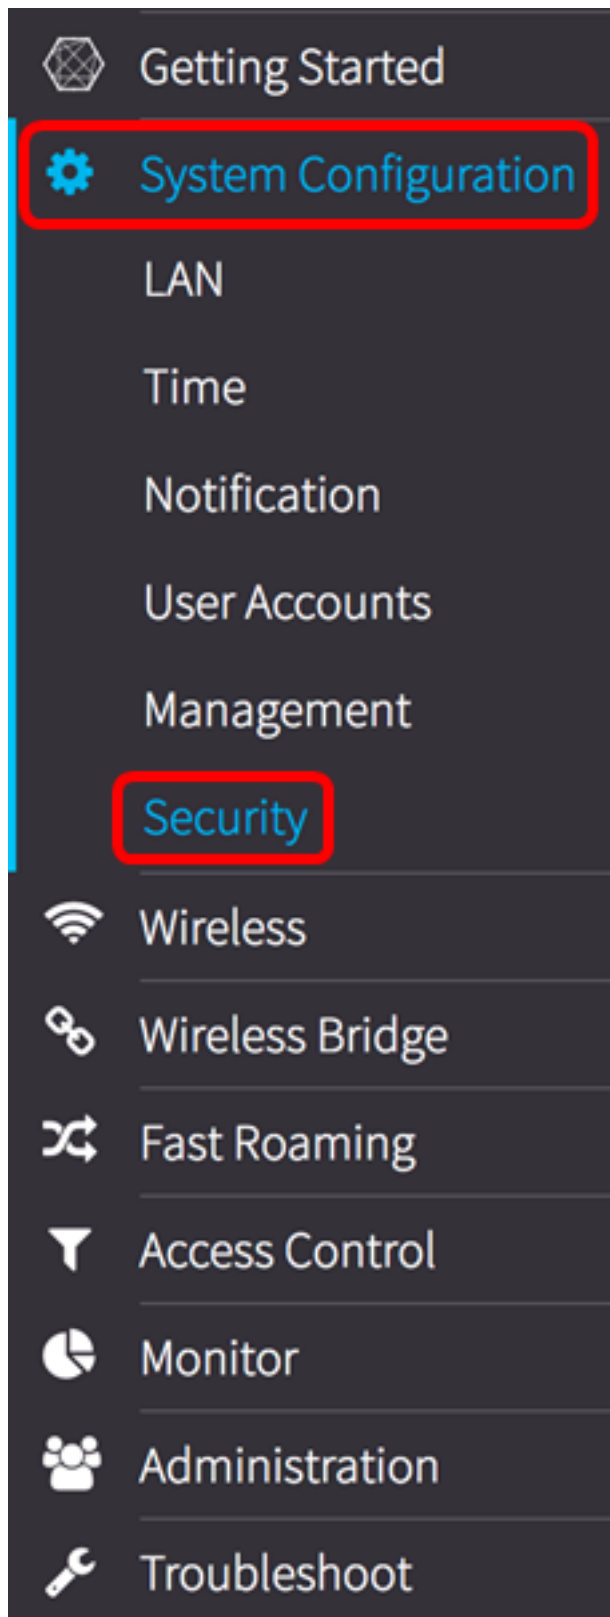 Getting Started
System Configuration
LAN
Time
Notification
User Accounts
Management
Security
Wireless
Wireless Bridge
Fast Roaming
Access Control
Monitor
Administration
Troubleshoot